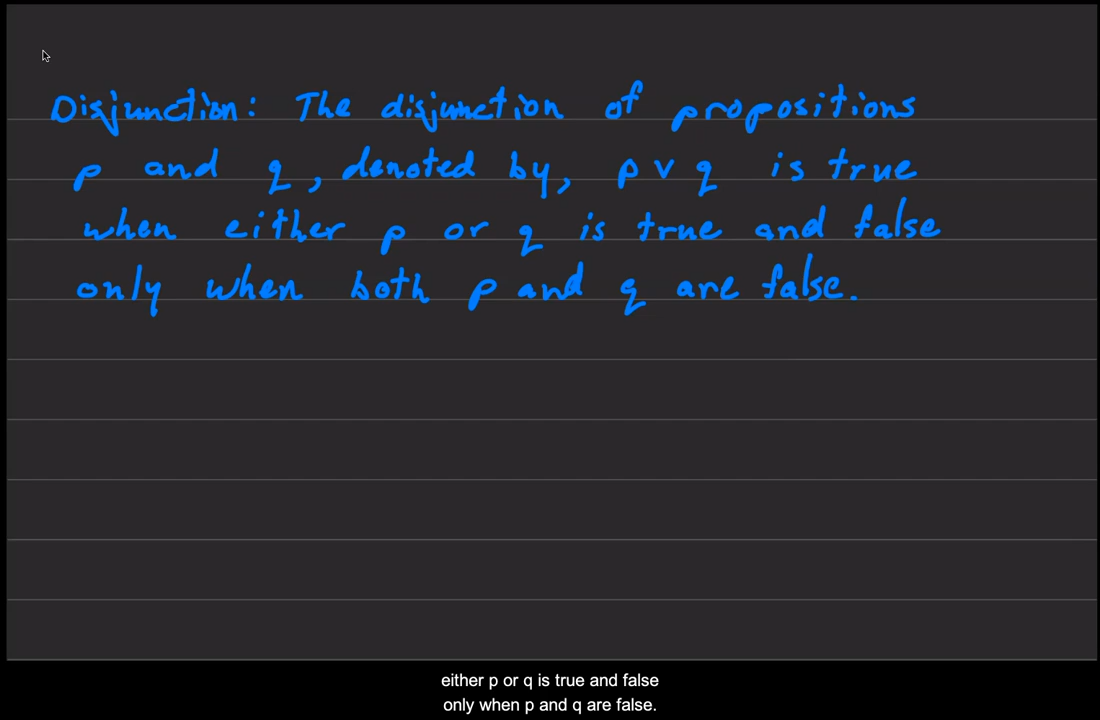 Disjunction: The disjunction of propositions
p and q, denoted by, p ∨ q is true
when either p or q is true and false
only when both p and q are false.
either p or q is true and false
only when p and q are false.